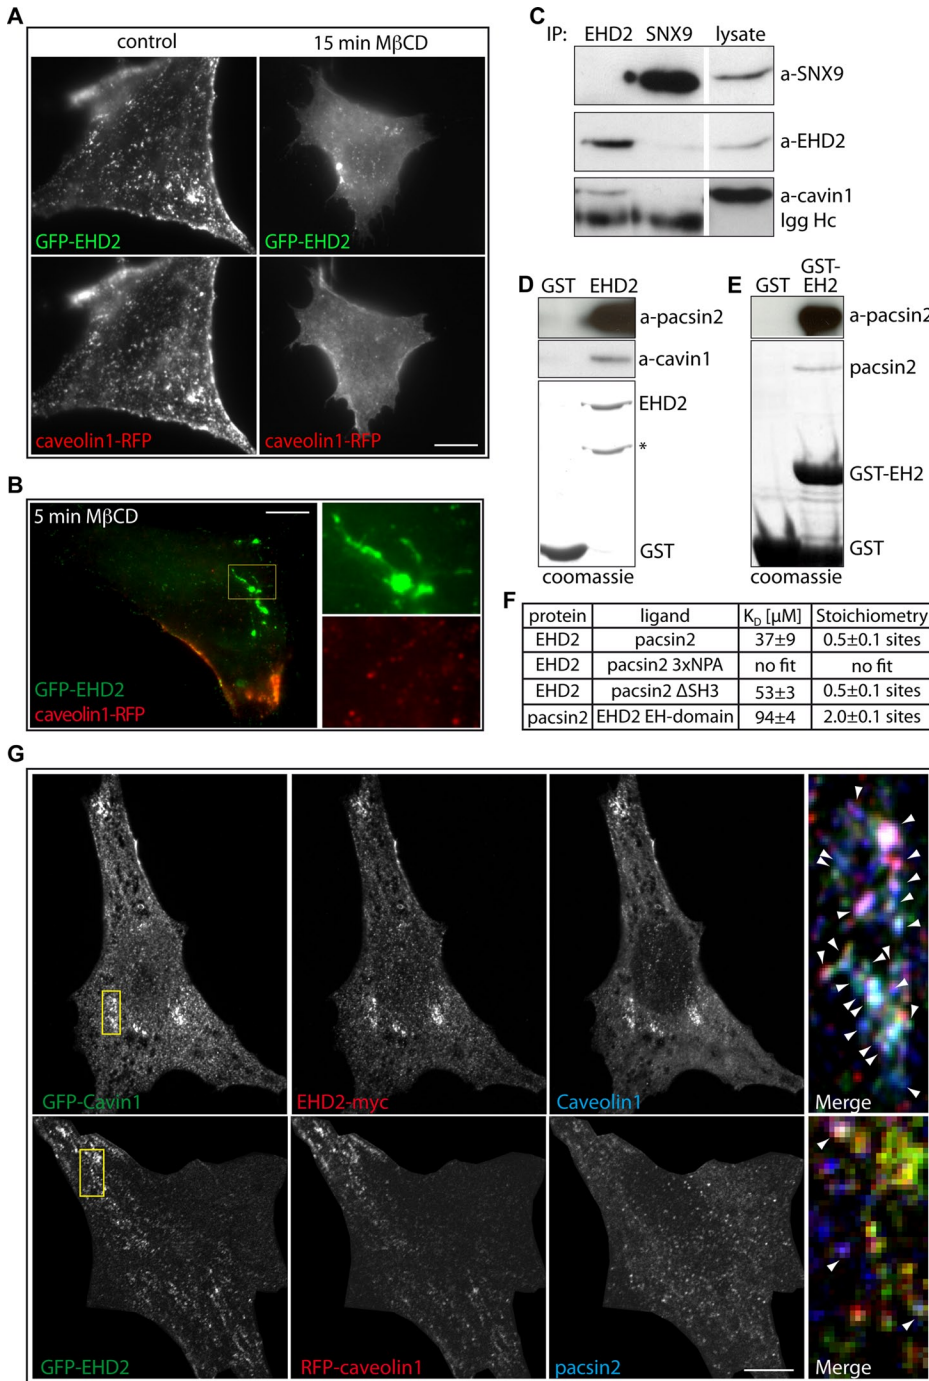 A
control
15 min MβCD
GFP-EHD2
GFP-EHD2
caveolin1-RFP
caveolin1-RFP
B
5 min MβCD
GFP-EHD2
caveolin1-RFP
C
IP: EHD2 SNX9 lysate
a-SNX9
a-EHD2
a-cavin1
Igg Hc
D
GST EHD2
a-pacsin2
a-cavin1
EHD2
*
GST
coomassie
E
GST GST-EH2
a-pacsin2
pacsin2
GST-EH2
GST
coomassie
F
protein ligand K_D [µM] Stoichiometry
EHD2 pacsin2 37±9 0.5±0.1 sites
EHD2 pacsin2 3xNPA no fit no fit
EHD2 pacsin2 ΔSH3 53±3 0.5±0.1 sites
pacsin2 EHD2 EH-domain 94±4 2.0±0.1 sites
G
GFP-Cavin1
EHD2-myc
Caveolin1
Merge
GFP-EHD2
RFP-caveolin1
pacsin2
Merge